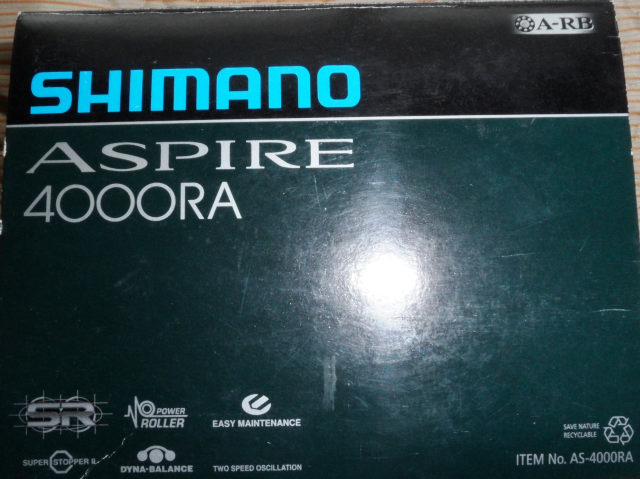 A-RB
SHIMANO
ASPIRE
4000RA
SR
POWER
ROLLER
EASY MAINTENANCE
SUPER STOPPER II
DYNA-BALANCE
TWO SPEED OSCILLATION
SAVE NATURE
RECYCLABLE
ITEM No. AS-4000RA